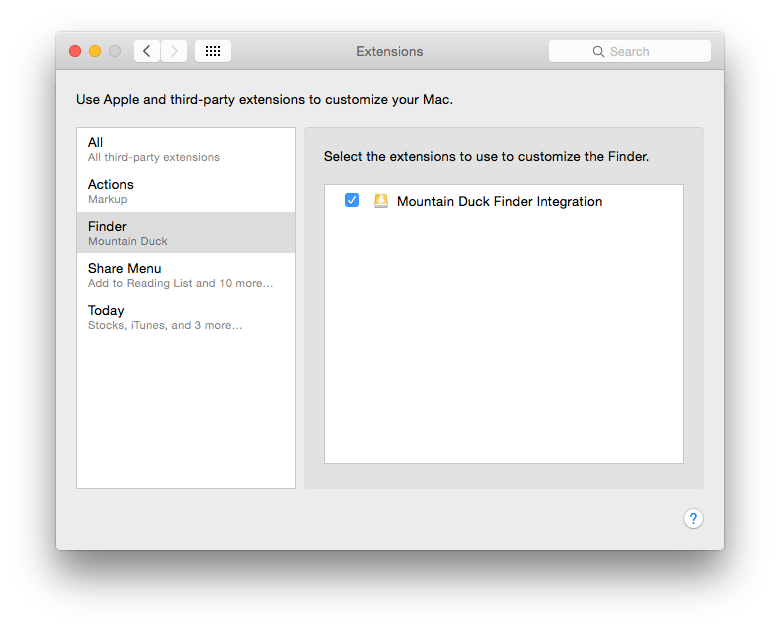 Extensions
Search
Use Apple and third-party extensions to customize your Mac.
All
All third-party extensions
Actions
Markup
Finder
Mountain Duck
Share Menu
Add to Reading List and 10 more...
Today
Stocks, iTunes, and 3 more...
Select the extensions to use to customize the Finder.
Mountain Duck Finder Integration
?